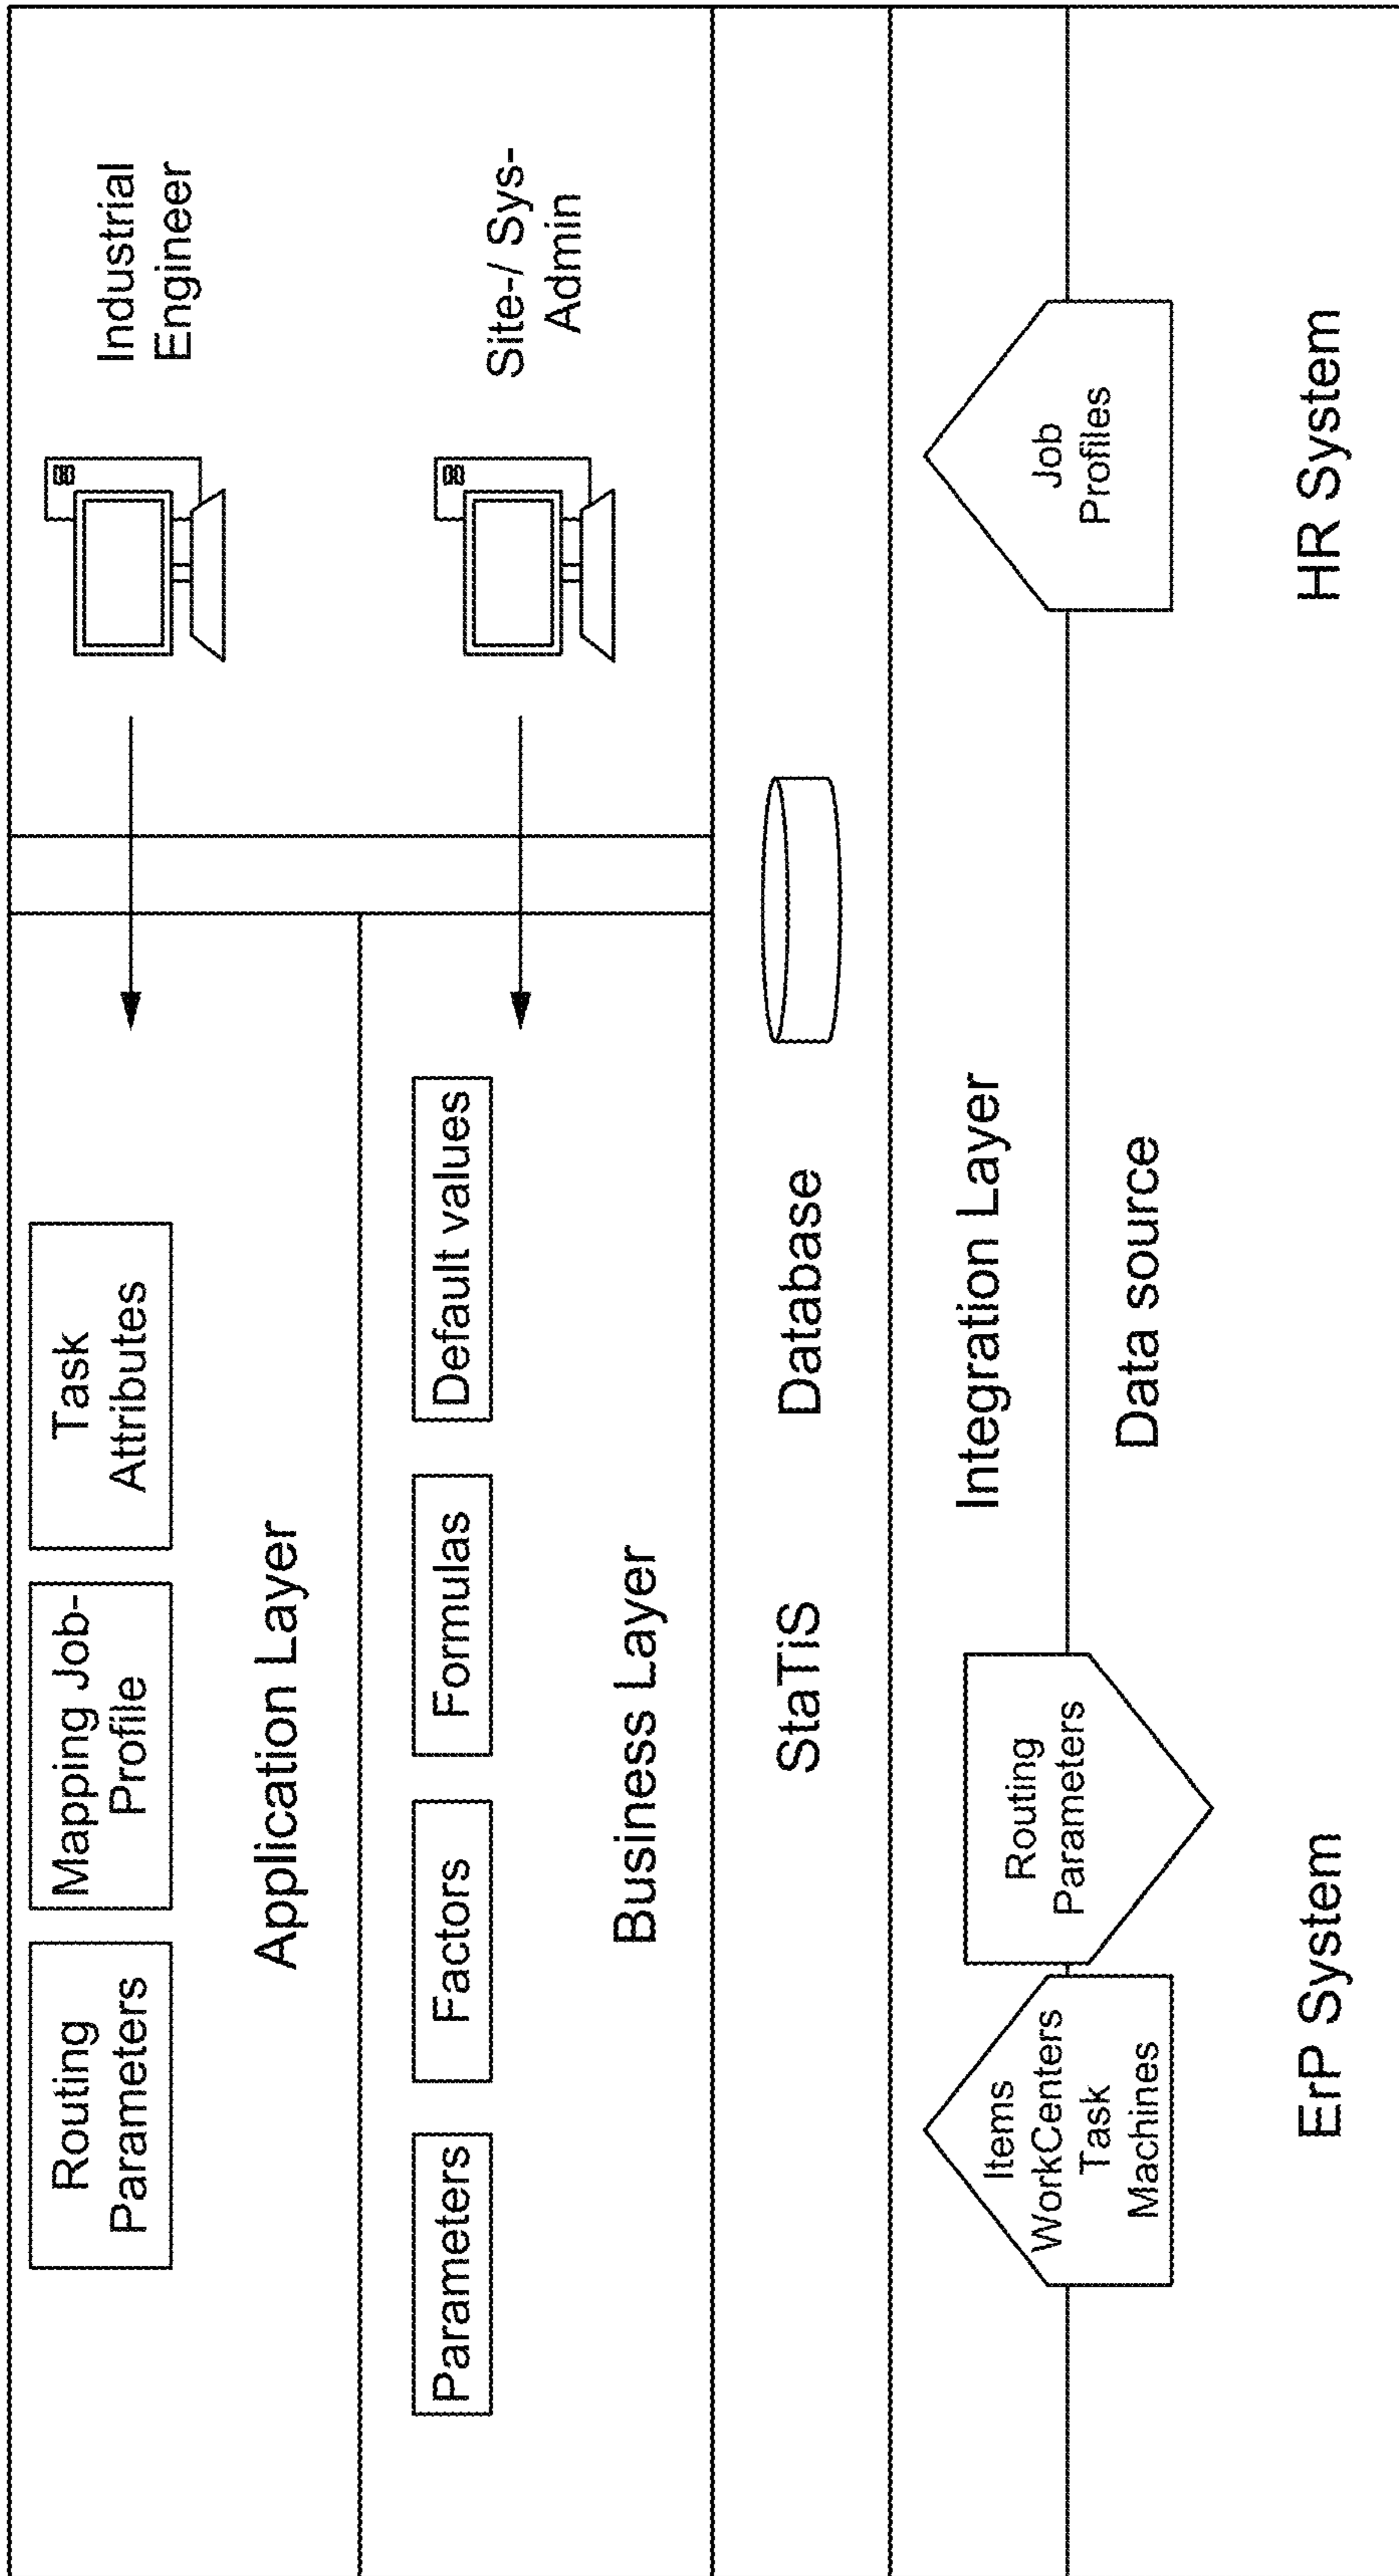 Routing
Parameters
Mapping Job-
Profile
Task
Attributes
Industrial
Engineer
Application Layer
Parameters
Factors
Formulas
Default values
Site-/ Sys-
Admin
Business Layer
StaTiS
Database
Integration Layer
Items
WorkCenters
Task
Machines
Routing
Parameters
Job
Profiles
Data source
ErP System
HR System